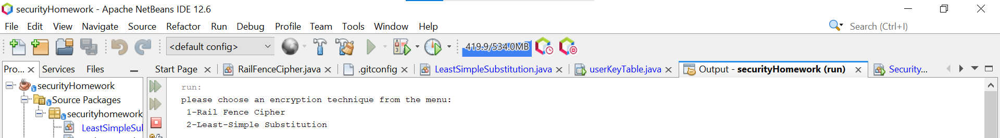 securityHomework - Apache NetBeans IDE 12.6
File Edit View Navigate Source Refactor Run Debug Profile Team Tools Window Help Search (Ctrl+I)
<default config> 419.9/534.0MB
Pro... Services Files Start Page RailFenceCipher.java .gitconfig LeastSimpleSubstitution.java userKeyTable.java Output - securityHomework (run) Security...
securityHomework
Source Packages
securityhomework
LeastSimpleSul
run:
please choose an encryption technique from the menu:
1-Rail Fence Cipher
2-Least-Simple Substitution